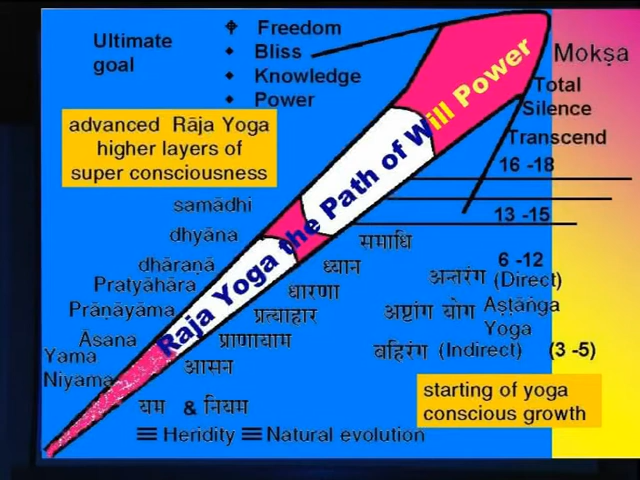 Ultimate
goal
Freedom
Bliss
Knowledge
Power
Mokṣa
Total
Silence
Transcend
16 -18
13 -15
advanced Rāja Yoga
higher layers of
super consciousness
Raja Yoga the Path of Will Power
samādhi
dhyāna
dhāraṇā
Pratyāhāra
Prāṇāyāma
Āsana
Yama
Niyama
समाधि
ध्यान
धारणा
प्रत्याहार
प्राणायाम
आसन
यम & नियम
6 -12
अन्तरंग (Direct)
अष्टांग योग Aṣṭāṅga
Yoga
बहिरंग (Indirect) (3 -5)
starting of yoga
conscious growth
Heridity Natural evolution